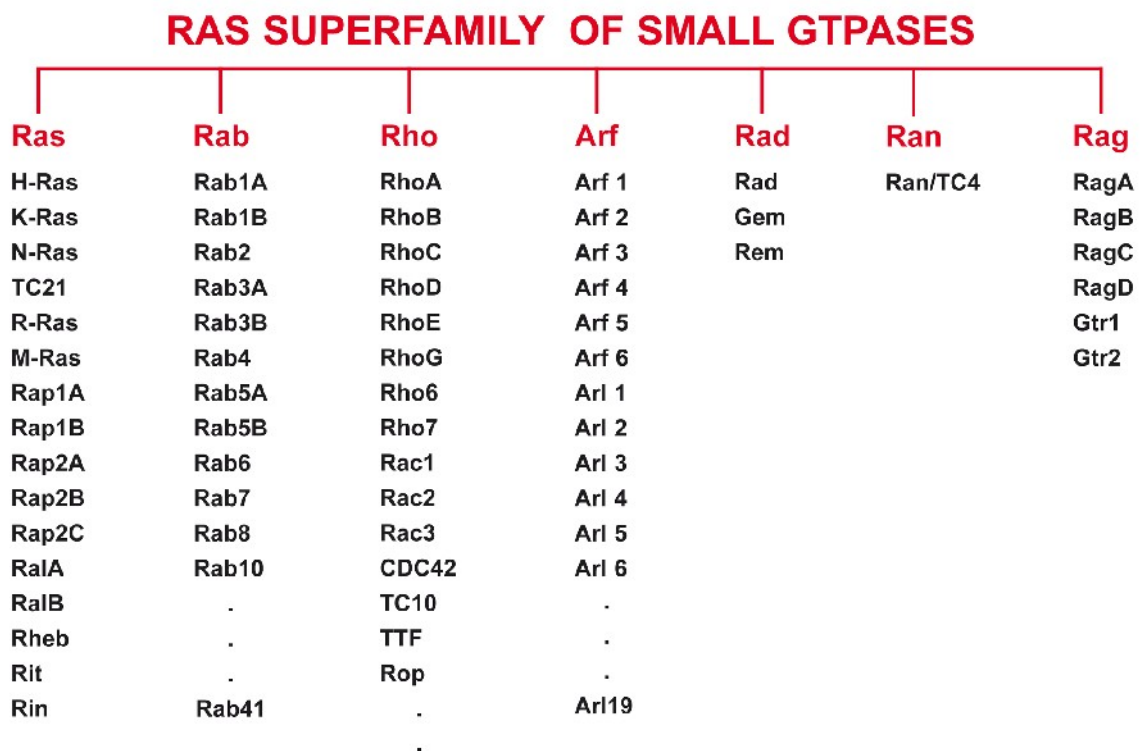 RAS SUPERFAMILY OF SMALL GTPASES
Ras Rab Rho Arf Rad Ran Rag
H-Ras Rab1A RhoA Arf 1 Rad Ran/TC4 RagA
K-Ras Rab1B RhoB Arf 2 Gem RagB
N-Ras Rab2 RhoC Arf 3 Rem RagC
TC21 Rab3A RhoD Arf 4 RagD
R-Ras Rab3B RhoE Arf 5 Gtr1
M-Ras Rab4 RhoG Arf 6 Gtr2
Rap1A Rab5A Rho6 Arl 1
Rap1B Rab5B Rho7 Arl 2
Rap2A Rab6 Rac1 Arl 3
Rap2B Rab7 Rac2 Arl 4
Rap2C Rab8 Rac3 Arl 5
RalA Rab10 CDC42 Arl 6
RalB . TC10 .
Rheb . TTF .
Rit . Rop .
Rin Rab41 . Arl19
.